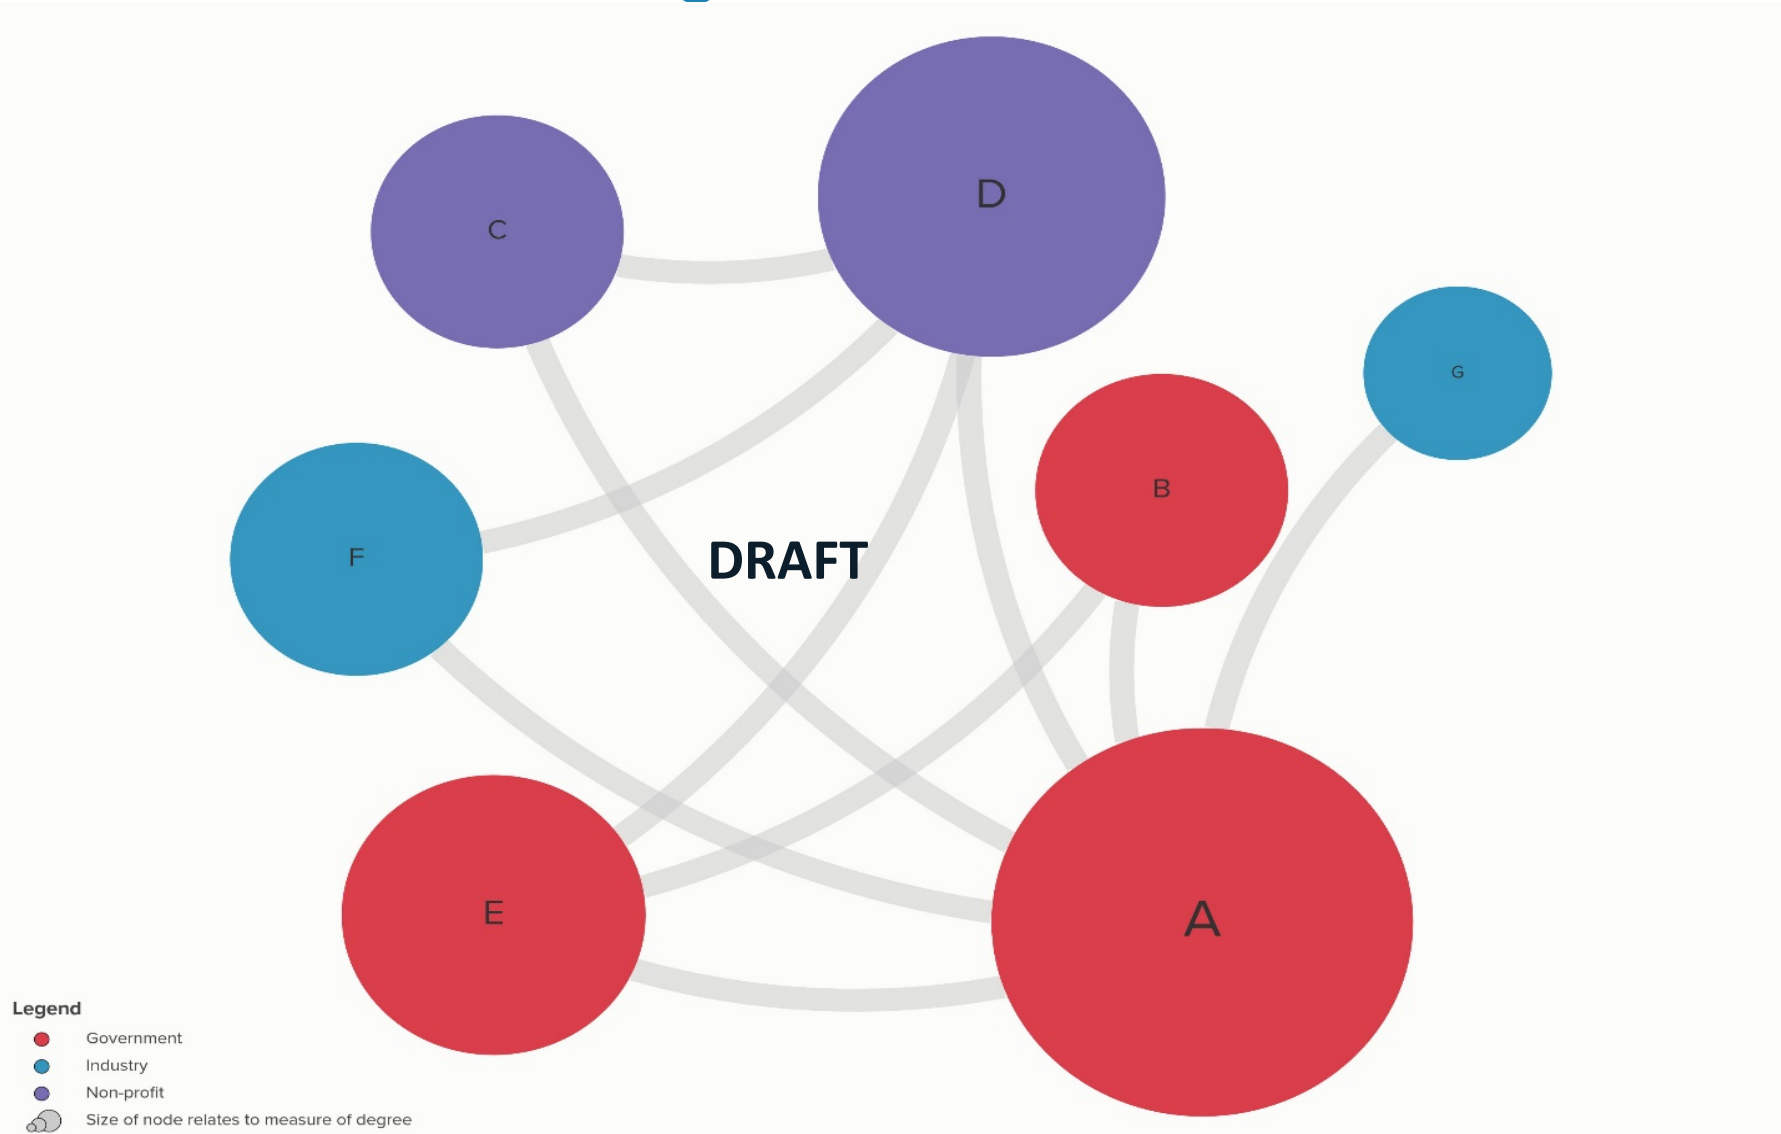 D
C
G
B
F
DRAFT
E
A
Legend
Government
Industry
Non-profit
Size of node relates to measure of degree